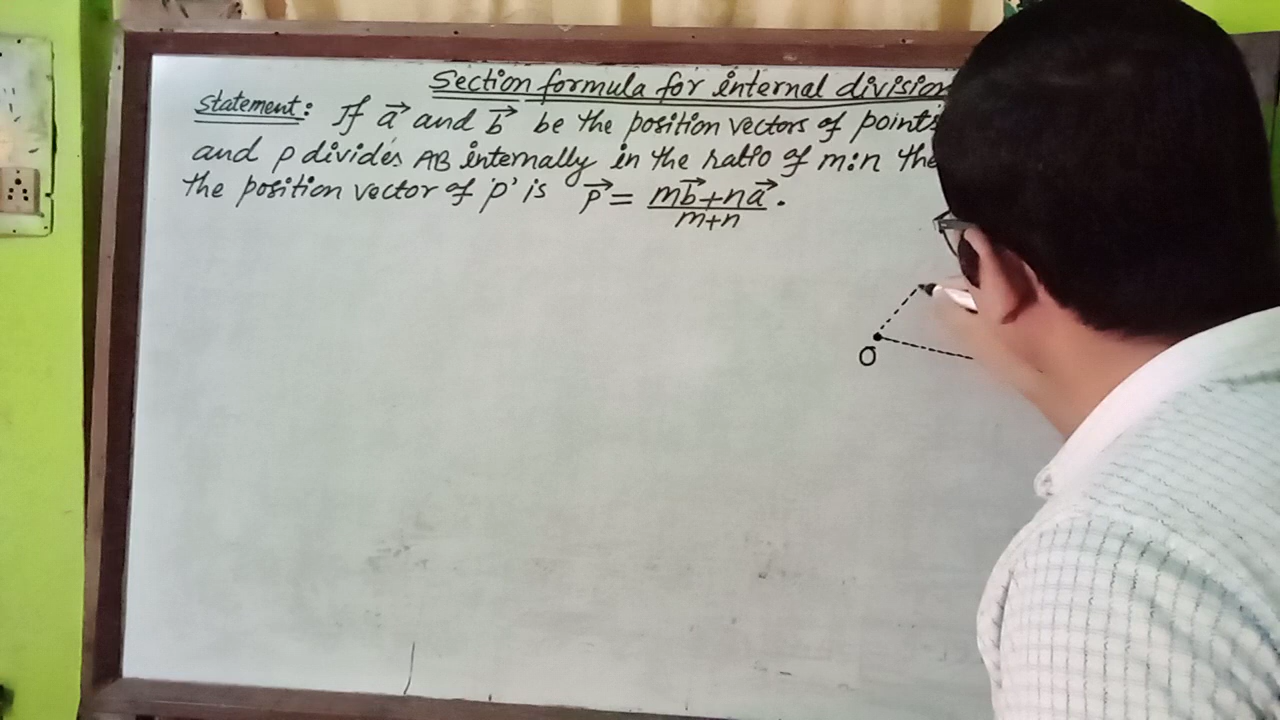 Section formula for internal division
Statement: If a⃗ and b⃗ be the position vectors of points
and P divides AB internally in the ratio of m:n the
the position vector of 'p' is p⃗ = (mb⃗+na⃗)/(m+n).
O